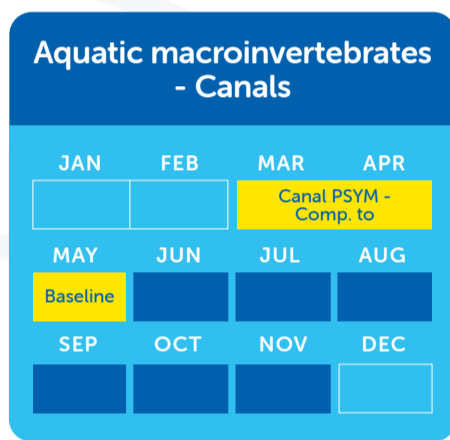 Aquatic macroinvertebrates
- Canals
JAN FEB MAR APR
Canal PSYM -
Comp. to
MAY JUN JUL AUG
Baseline
SEP OCT NOV DEC